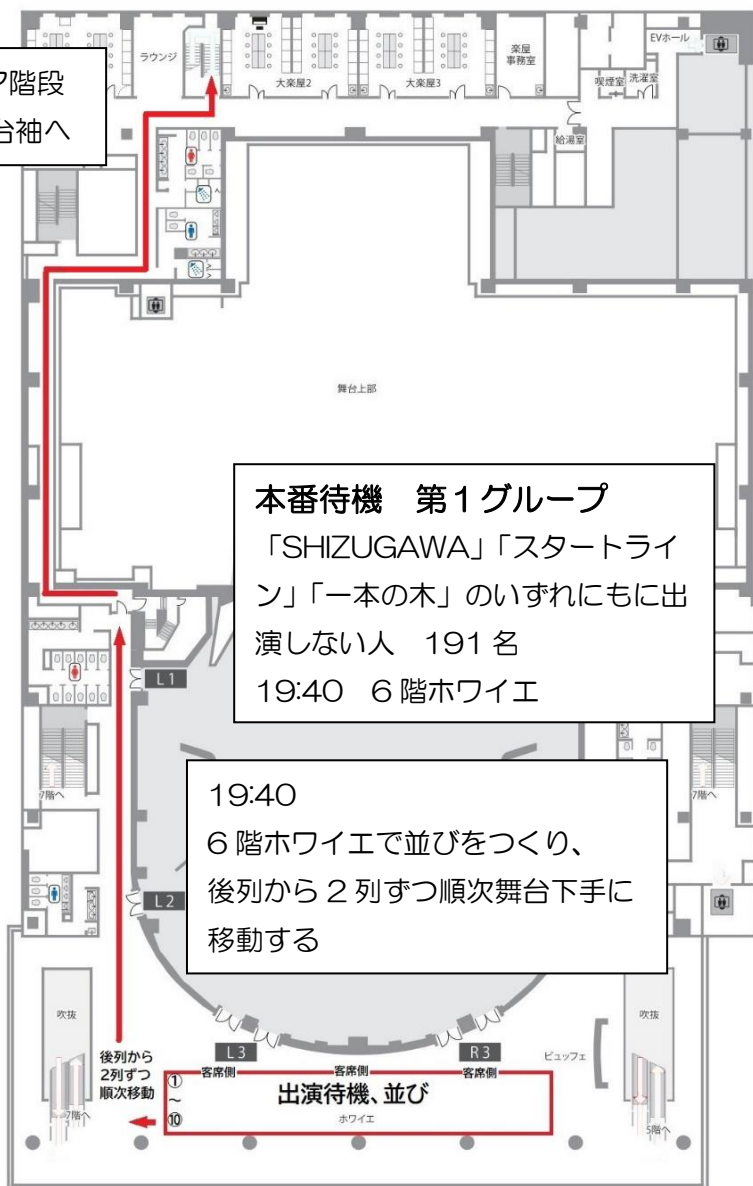 ラウンジ
大楽屋2
大楽屋3
楽屋
事務室
EVホール
喫煙室
洗濯室
給湯室
7階段
台袖へ
舞台上部
本番待機　第1グループ
「SHIZUGAWA」「スタートライ
ン」「一本の木」のいずれにもに出
演しない人　191名
19:40　6階ホワイエ
L1
7階へ
7階へ
19:40
6階ホワイエで並びをつくり、
後列から2列ずつ順次舞台下手に
移動する
L2
吹抜
吹抜
後列から
2列ずつ
順次移動
L3
R3
ビュッフェ
客席側
客席側
客席側
①
～
⑩
出演待機、並び
ホワイエ
7階へ
5階へ